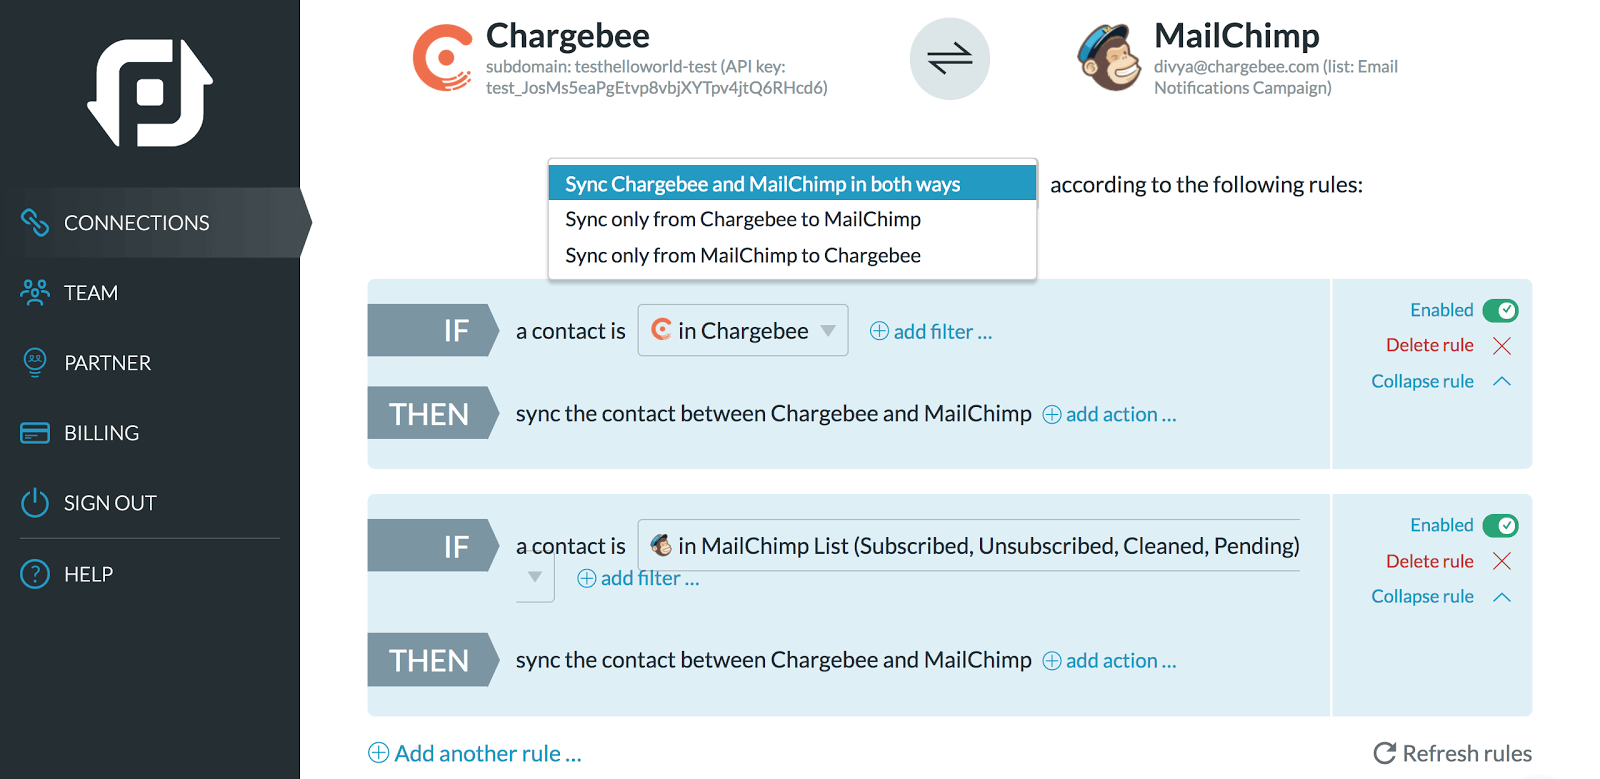 Chargebee
subdomain: testhelloworld-test (API key:
test_JosMs5eaPgEtvp8vbjXYTpv4jtQ6RHcd6)
MailChimp
divya@chargebee.com (list: Email
Notifications Campaign)
CONNECTIONS
TEAM
PARTNER
BILLING
SIGN OUT
HELP
Sync Chargebee and MailChimp in both ways
Sync only from Chargebee to MailChimp
Sync only from MailChimp to Chargebee
according to the following rules:
IF a contact is in Chargebee add filter ...
THEN sync the contact between Chargebee and MailChimp add action ...
Enabled
Delete rule
Collapse rule
IF a contact is in MailChimp List (Subscribed, Unsubscribed, Cleaned, Pending)
add filter ...
THEN sync the contact between Chargebee and MailChimp add action ...
Enabled
Delete rule
Collapse rule
Add another rule ...
Refresh rules